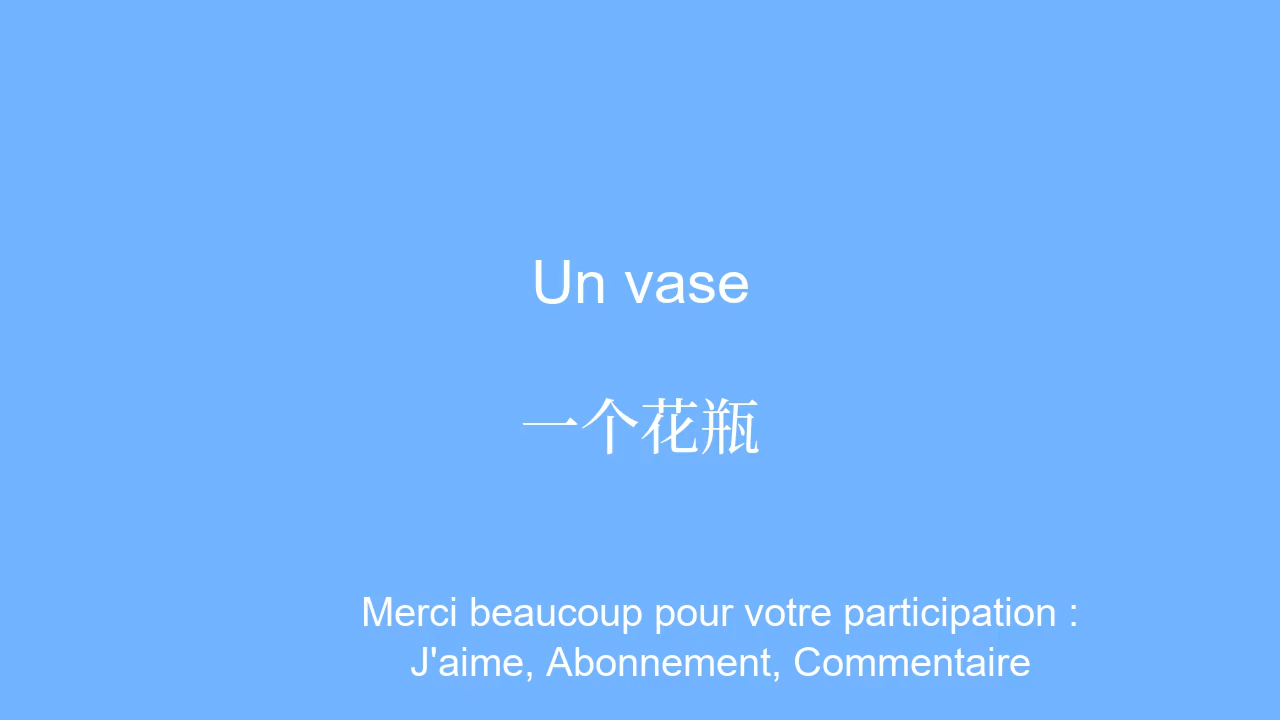 Un vase
一个花瓶
Merci beaucoup pour votre participation :
J'aime, Abonnement, Commentaire